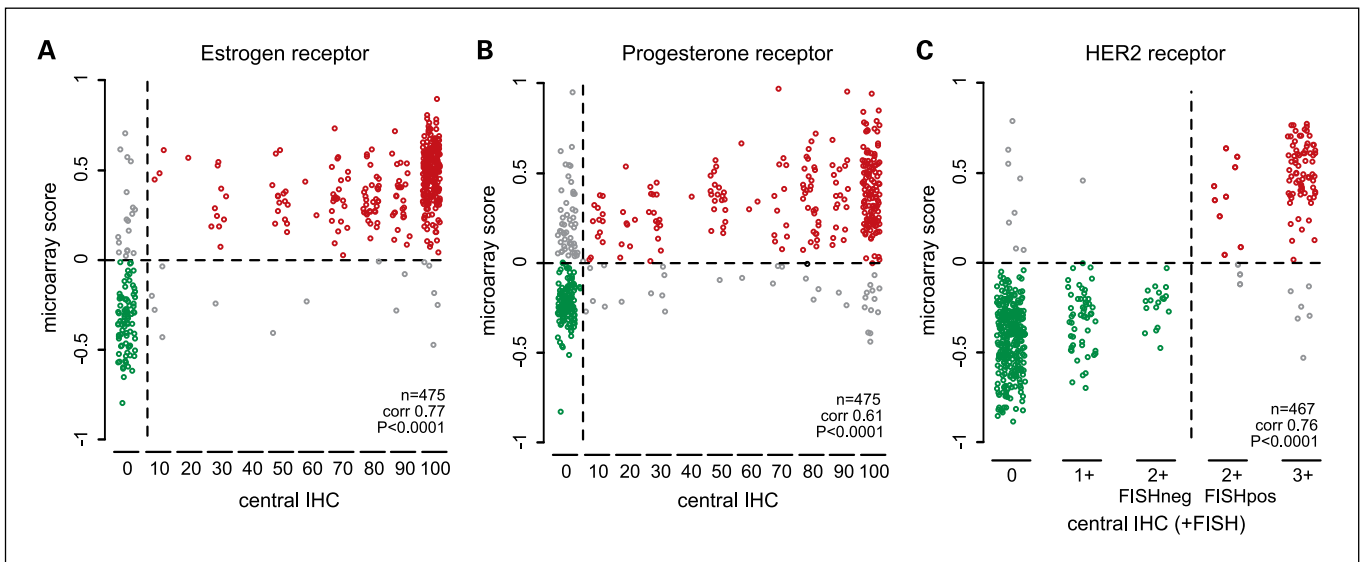 A
Estrogen receptor
microarray score
1
0.5
0
-0.5
-1
n=475
corr 0.77
P<0.0001
0 10 20 30 40 50 60 70 80 90 100
central IHC
B
Progesterone receptor
microarray score
1
0.5
0
-0.5
-1
n=475
corr 0.61
P<0.0001
0 10 20 30 40 50 60 70 80 90 100
central IHC
C
HER2 receptor
microarray score
1
0.5
0
-0.5
-1
n=467
corr 0.76
P<0.0001
0 1+ 2+ 2+ 3+
FISHneg FISHpos
central IHC (+FISH)